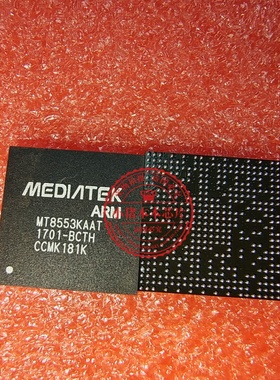 MEDIATEK
ARM
MT8553KAAT
1701-BCTH
CCMK181K